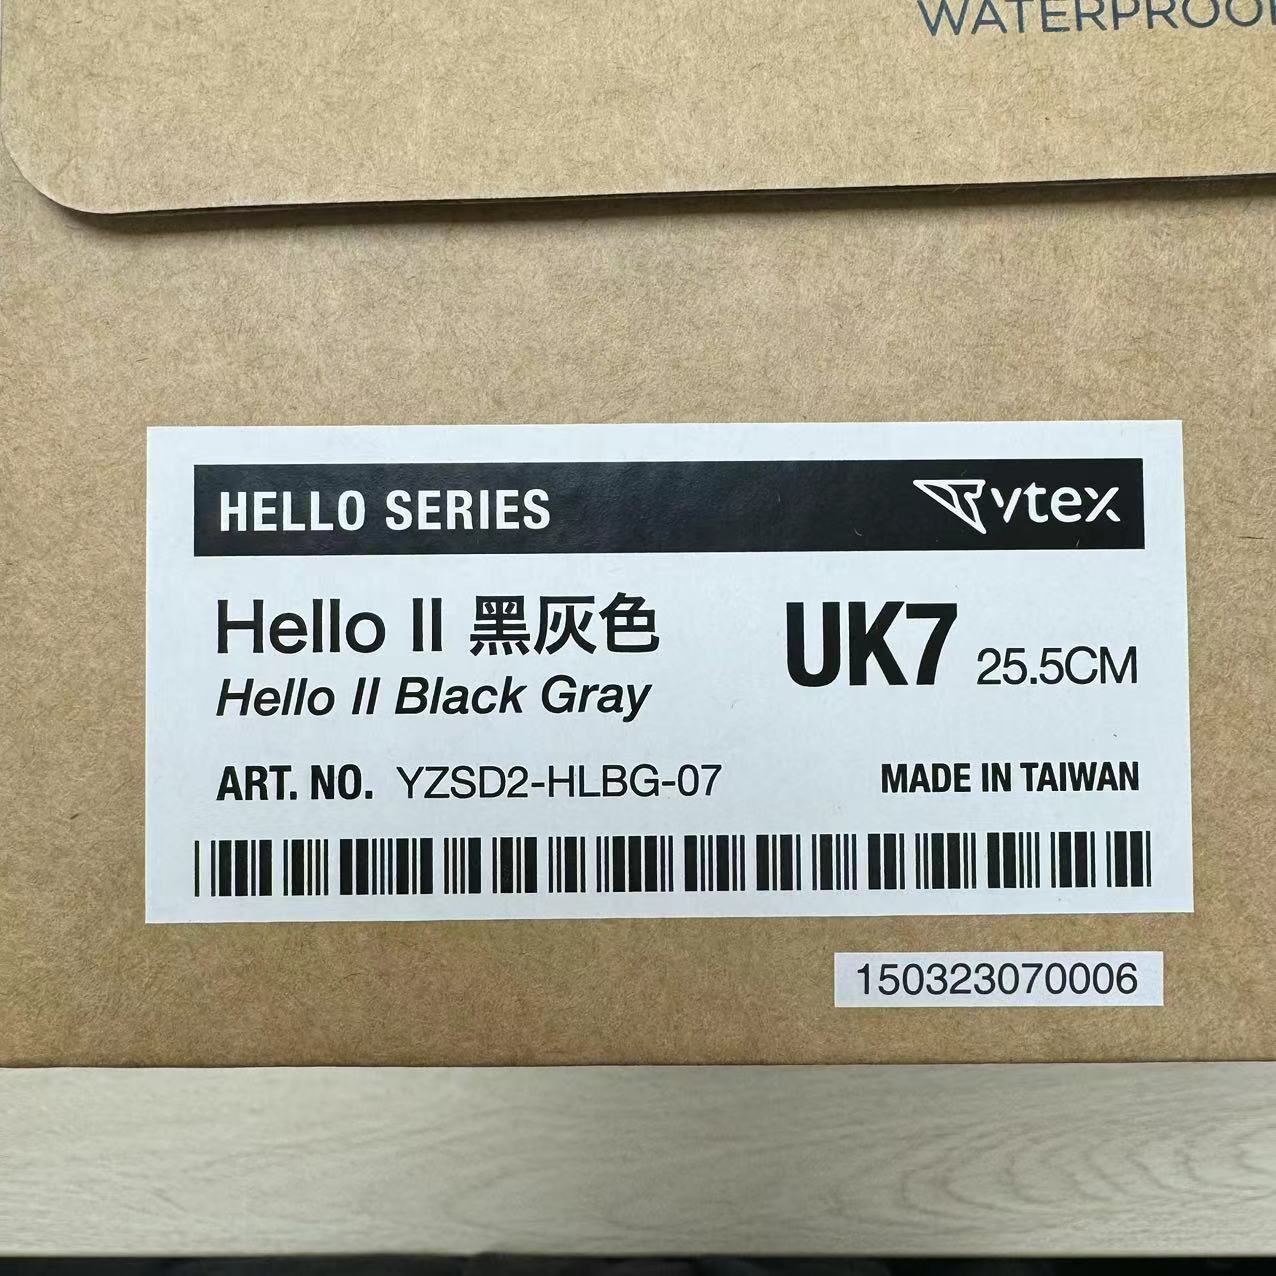 WATERPROOF
HELLO SERIES
vtex
Hello II 黑灰色
UK7 25.5CM
Hello II Black Gray
ART. NO. YZSD2-HLBG-07
MADE IN TAIWAN
150323070006